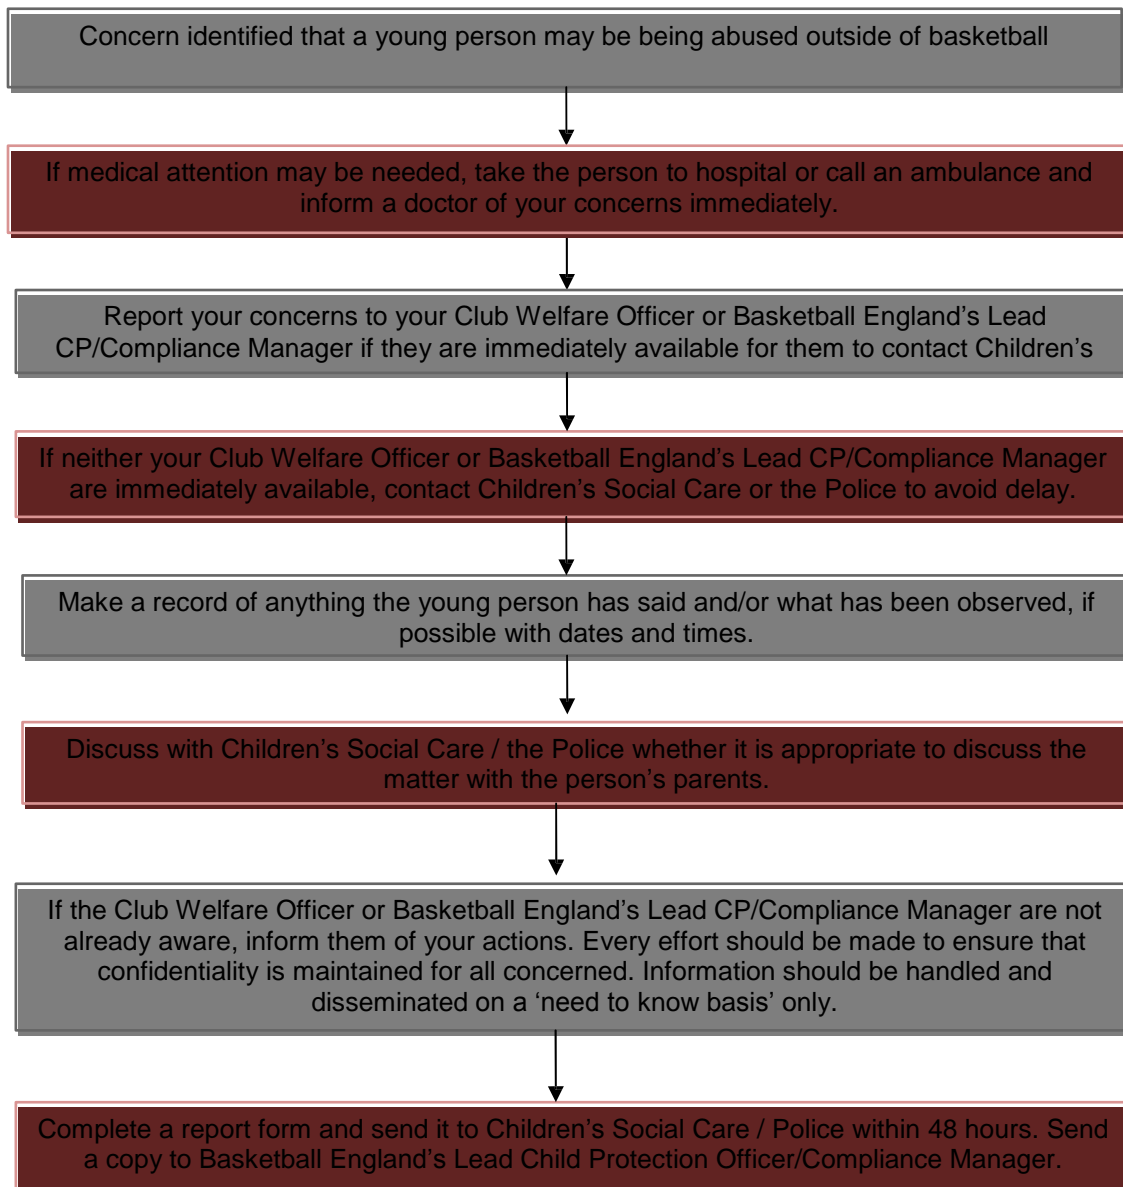 Concern identified that a young person may be being abused outside of basketball
If medical attention may be needed, take the person to hospital or call an ambulance and
inform a doctor of your concerns immediately.
Report your concerns to your Club Welfare Officer or Basketball England’s Lead
CP/Compliance Manager if they are immediately available for them to contact Children’s
If neither your Club Welfare Officer or Basketball England’s Lead CP/Compliance Manager
are immediately available, contact Children’s Social Care or the Police to avoid delay.
Make a record of anything the young person has said and/or what has been observed, if
possible with dates and times.
Discuss with Children’s Social Care / the Police whether it is appropriate to discuss the
matter with the person’s parents.
If the Club Welfare Officer or Basketball England’s Lead CP/Compliance Manager are not
already aware, inform them of your actions. Every effort should be made to ensure that
confidentiality is maintained for all concerned. Information should be handled and
disseminated on a ‘need to know basis’ only.
Complete a report form and send it to Children’s Social Care / Police within 48 hours. Send
a copy to Basketball England’s Lead Child Protection Officer/Compliance Manager.